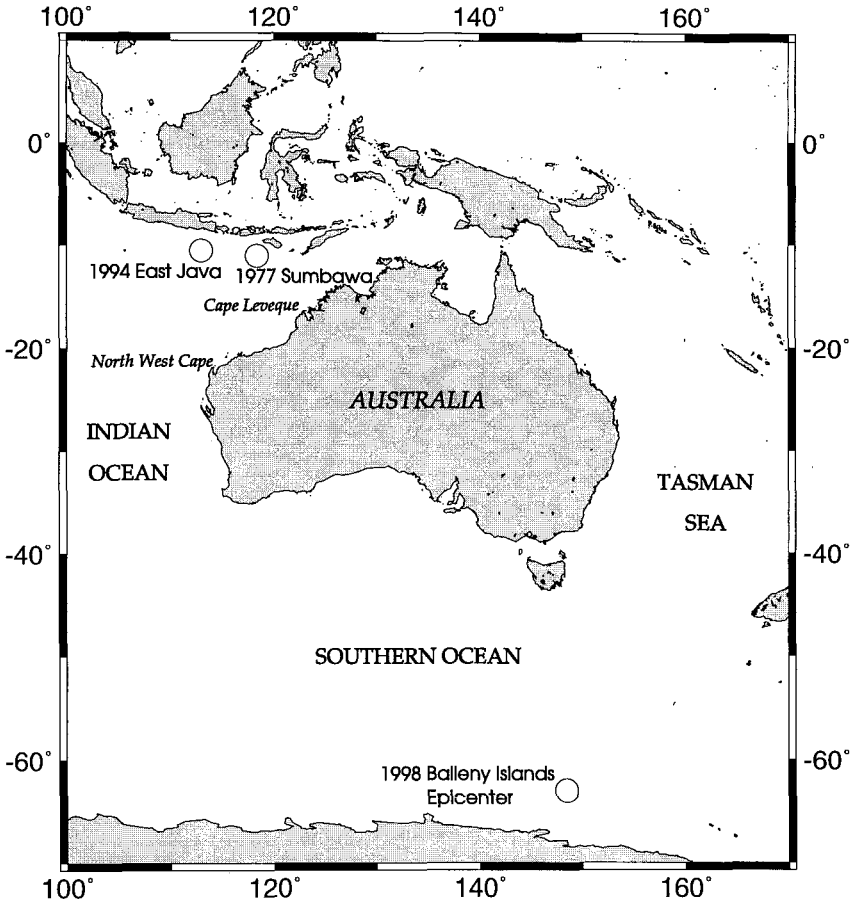 100° 120° 140° 160°
0° 0°
1994 East Java 1977 Sumbawa
Cape Leveque
-20° -20°
North West Cape
AUSTRALIA
INDIAN
OCEAN
TASMAN
SEA
-40° -40°
SOUTHERN OCEAN
-60° -60°
1998 Balleny Islands
Epicenter
100° 120° 140° 160°